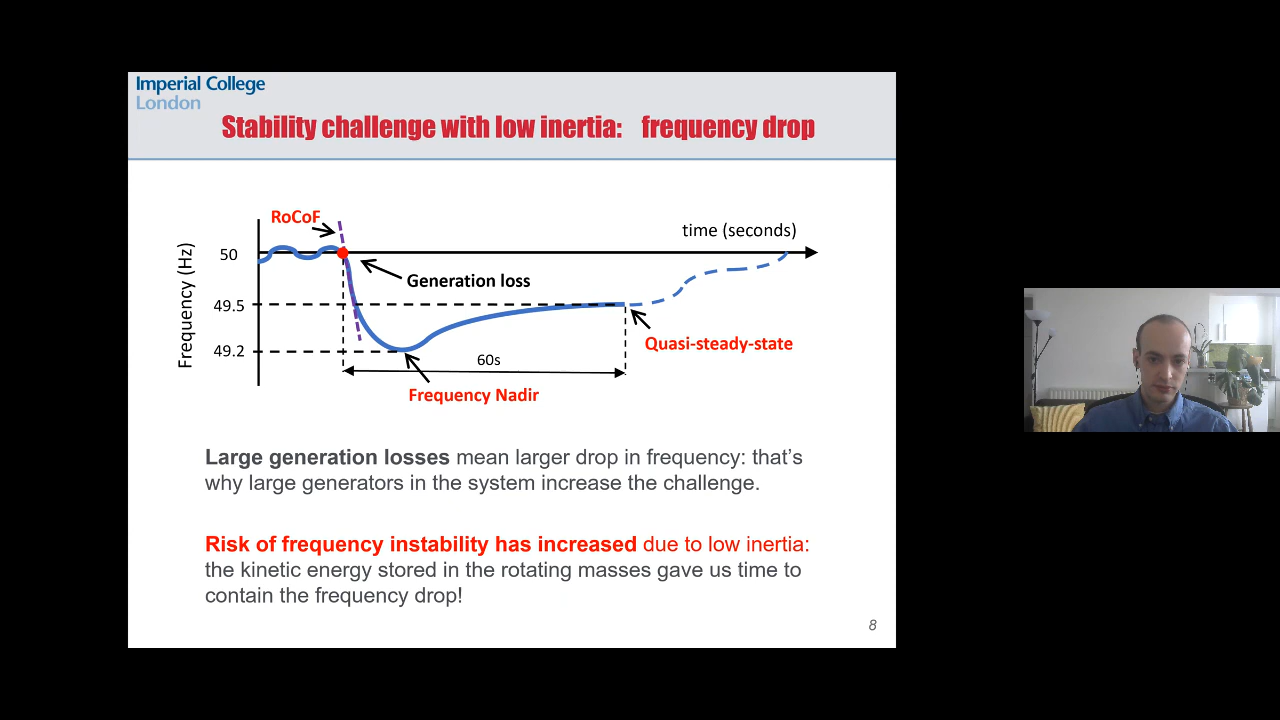 Imperial College
London
Stability challenge with low inertia: frequency drop
RoCoF
time (seconds)
Frequency (Hz)
50
Generation loss
49.5
Quasi-steady-state
49.2
60s
Frequency Nadir
Large generation losses mean larger drop in frequency: that's
why large generators in the system increase the challenge.
Risk of frequency instability has increased due to low inertia:
the kinetic energy stored in the rotating masses gave us time to
contain the frequency drop!
8